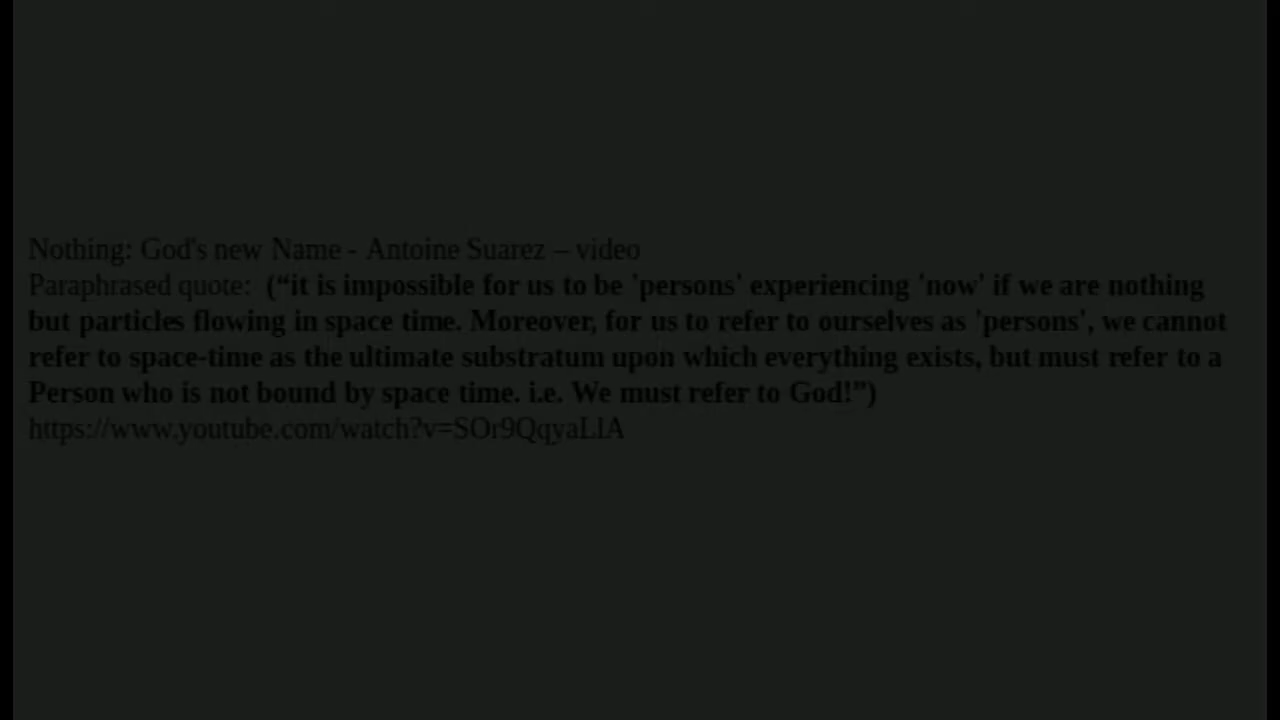 Nothing: God's new Name - Antoine Suarez – video
Paraphrased quote:  (“it is impossible for us to be 'persons' experiencing 'now' if we are nothing
but particles flowing in space time. Moreover, for us to refer to ourselves as 'persons', we cannot
refer to space-time as the ultimate substratum upon which everything exists, but must refer to a
Person who is not bound by space time. i.e. We must refer to God!”)
https://www.youtube.com/watch?v=SOr9QqyaLlA